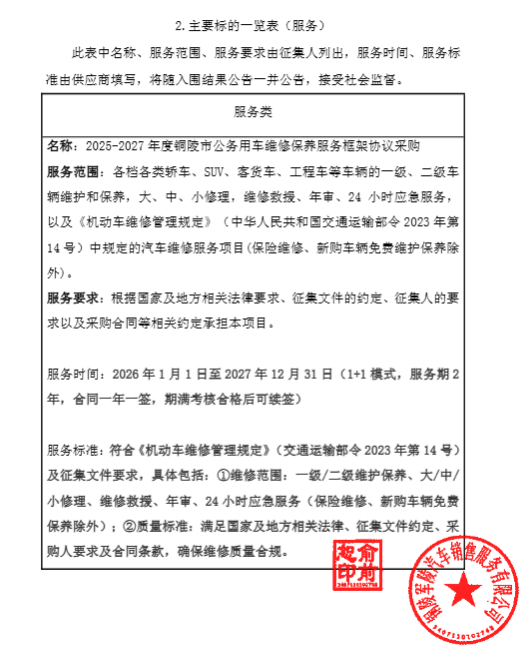 2.主要标的一览表（服务）
此表中名称、服务范围、服务要求由征集人列出，服务时间、服务标
准由供应商填写，将随入围结果公告一并公告，接受社会监督。
服务类
名称：2025-2027 年度铜陵市公务用车维修保养服务框架协议采购
服务范围：各档各类轿车、SUV、客货车、工程车等车辆的一级、二级车
辆维护和保养，大、中、小修理，维修救援、年审、24 小时应急服务，
以及《机动车维修管理规定》（中华人民共和国交通运输部令 2023 年第
14 号）中规定的汽车维修服务项目(保险维修、新购车辆免费维护保养除
外)。
服务要求：根据国家及地方相关法律要求、征集文件的约定、征集人的要
求以及采购合同等相关约定承担本项目。
服务时间：2026 年 1 月 1 日至 2027 年 12 月 31 日（1+1 模式，服务期 2
年，合同一年一签，期满考核合格后可续签）
服务标准：符合《机动车维修管理规定》（交通运输部令 2023 年第 14 号）
及征集文件要求，具体包括：①维修范围：一级/二级维护保养、大/中/
小修理、维修救援、年审、24 小时应急服务（保险维修、新购车辆免费
保养除外）；②质量标准：满足国家及地方相关法律、征集文件约定、采
购人要求及合同条款，确保维修质量合规。
俞前
印
铜陵军陵汽车销售服务有限公司